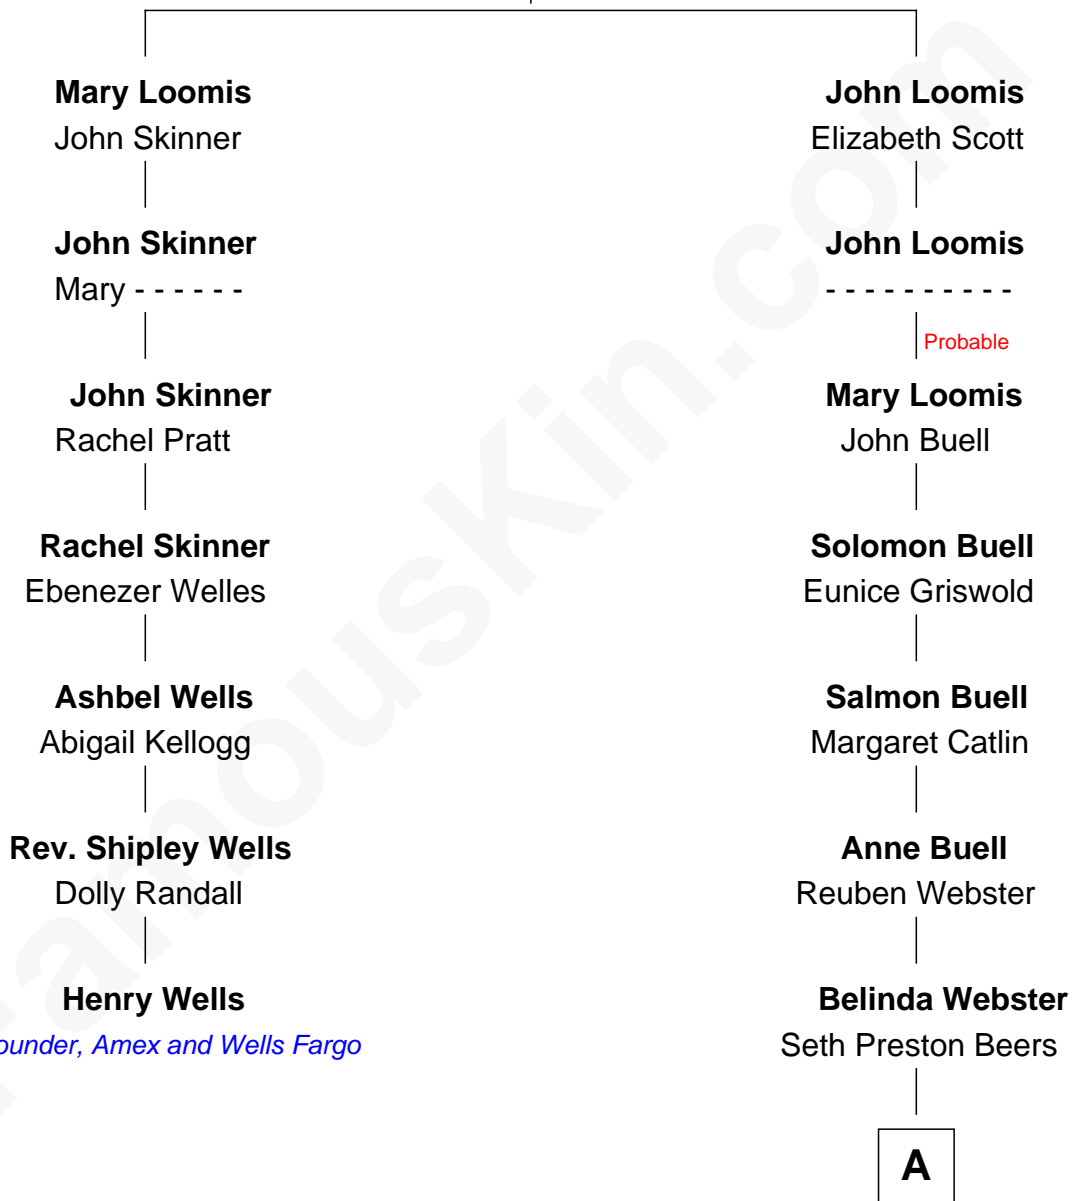 Mary Loomis
John Skinner
John Skinner
Mary - - - - - -
John Skinner
Rachel Pratt
Rachel Skinner
Ebenezer Welles
Ashbel Wells
Abigail Kellogg
Rev. Shipley Wells
Dolly Randall
Henry Wells
ounder, Amex and Wells Fargo
John Loomis
Elizabeth Scott
John Loomis
- - - - - - - - - -
Probable
Mary Loomis
John Buell
Solomon Buell
Eunice Griswold
Salmon Buell
Margaret Catlin
Anne Buell
Reuben Webster
Belinda Webster
Seth Preston Beers
A
FamousKin.com